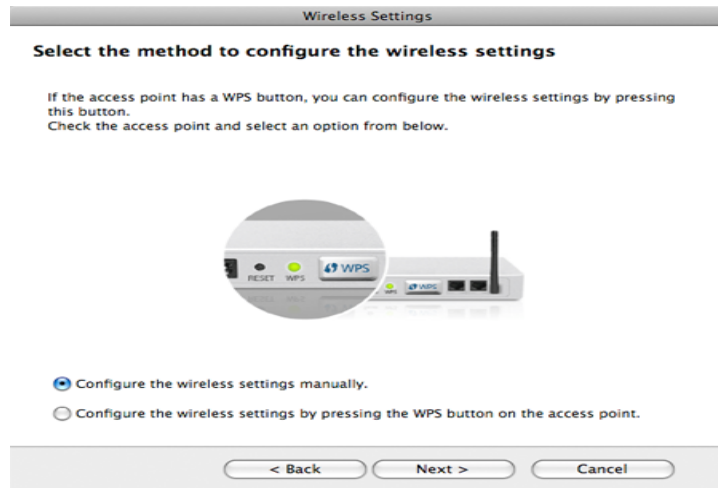 Wireless Settings
Select the method to configure the wireless settings
If the access point has a WPS button, you can configure the wireless settings by pressing
this button.
Check the access point and select an option from below.
RESET WPS WPS
WPS WPS
Configure the wireless settings manually.
Configure the wireless settings by pressing the WPS button on the access point.
< Back Next > Cancel